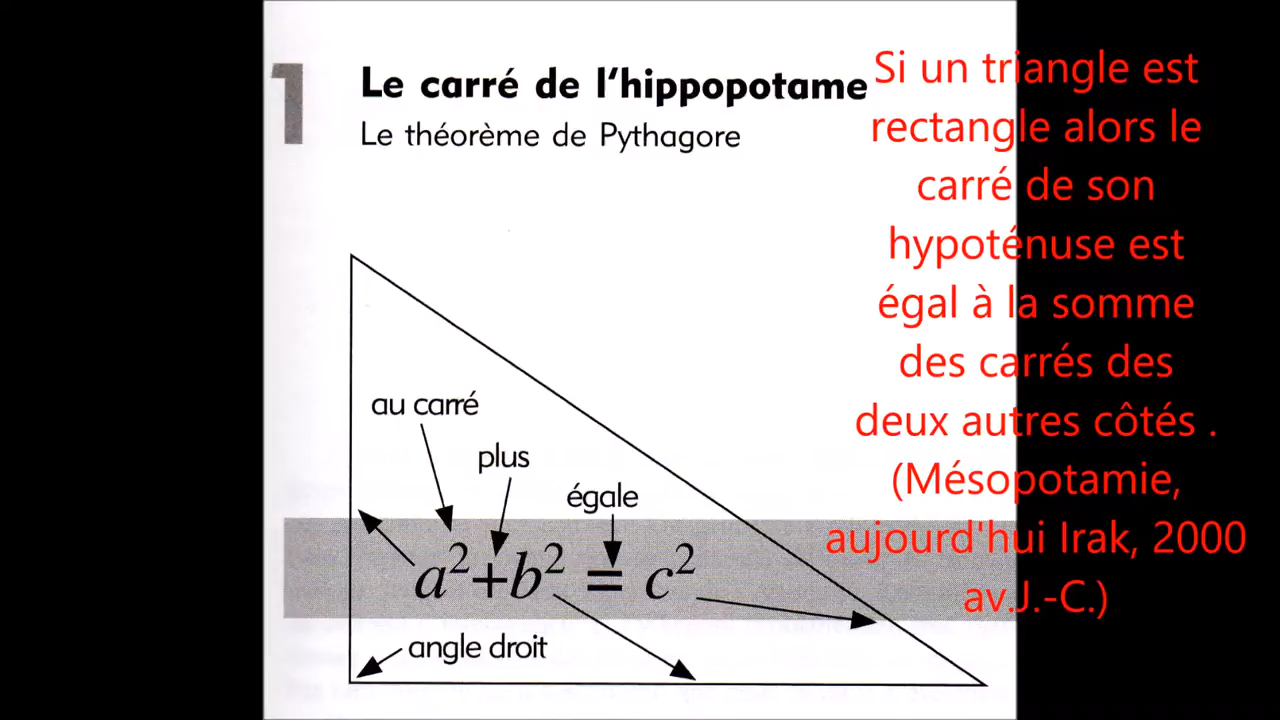 1
Le carré de l'hippopotame
Le théorème de Pythagore
au carré
plus
égale
a²+b² = c²
angle droit
Si un triangle est
rectangle alors le
carré de son
hypoténuse est
égal à la somme
des carrés des
deux autres côtés .
(Mésopotamie,
aujourd'hui Irak, 2000
av.J.-C.)